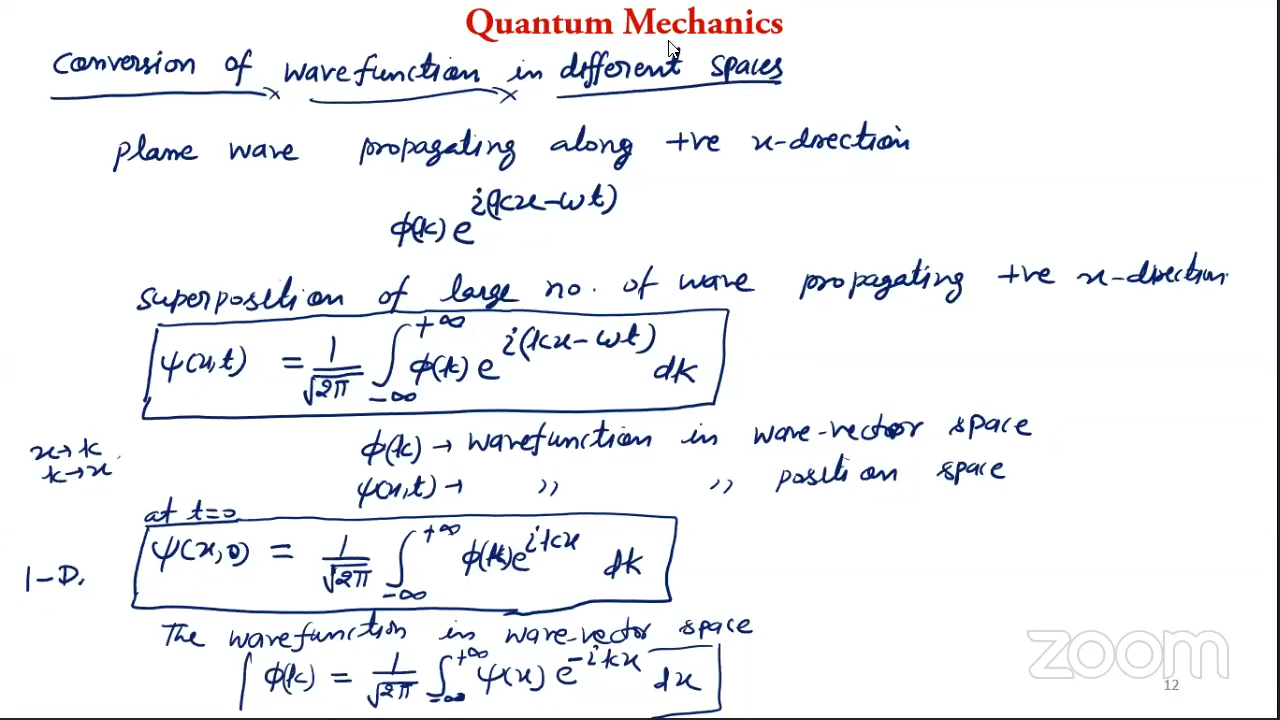 Quantum Mechanics
Conversion of wavefunction in different spaces
plane wave propagating along +ve x-direction
ϕ(k) e^{i(kx-ωt)}
superposition of large no. of wave propagating +ve x-direction
ψ(x,t) = 1/√2π ∫_{-∞}^{+∞} ϕ(k) e^{i(kx-ωt)} dk
x→k
k→x
ϕ(k) → wavefunction in wave-vector space
ψ(x,t) → ,, ,, position space
at t=0
ψ(x,0) = 1/√2π ∫_{-∞}^{+∞} ϕ(k) e^{ikx} dk
1-D.
The wavefunction in wave-vector space
ϕ(k) = 1/√2π ∫_{-∞}^{+∞} ψ(x) e^{-ikx} dx
zoom
12